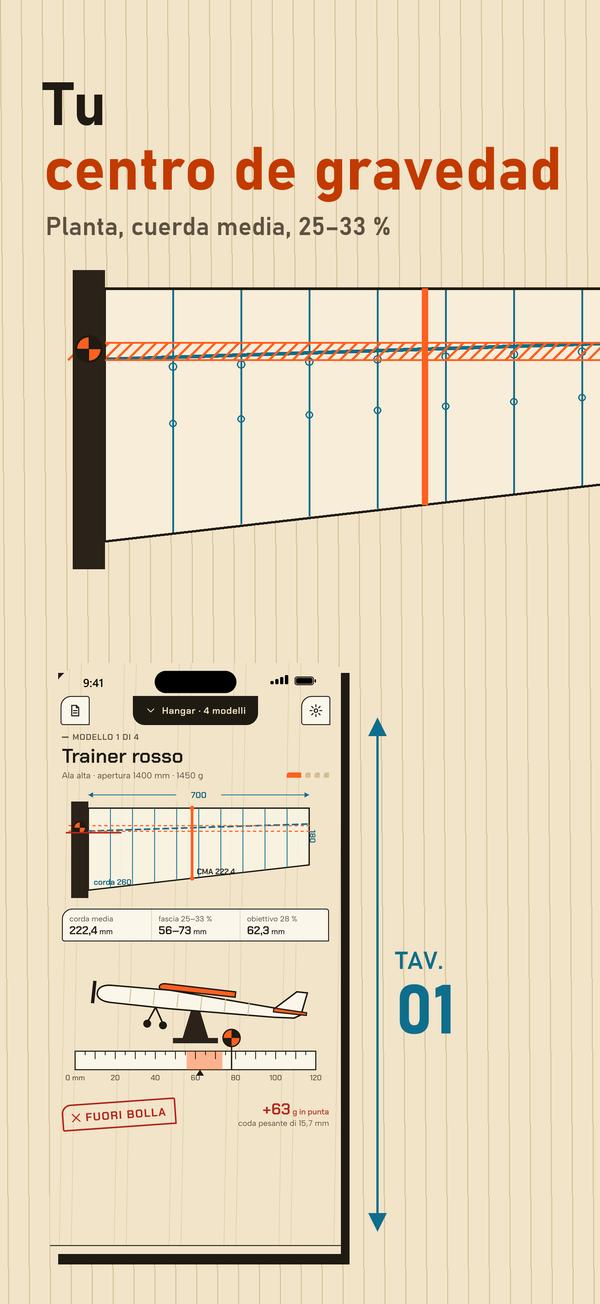 Tu
centro de gravedad
Planta, cuerda media, 25–33 %
9:41
Hangar · 4 modelli
— MODELLO 1 DI 4
Trainer rosso
Ala alta · apertura 1400 mm · 1450 g
700
180
CMA 222,4
corda 260
corda media
222,4 mm
fascia 25–33 %
56–73 mm
obiettivo 28 %
62,3 mm
0 mm 20 40 60 80 100 120
FUORI BOLLA
+63 g in punta
coda pesante di 15,7 mm
TAV.
01